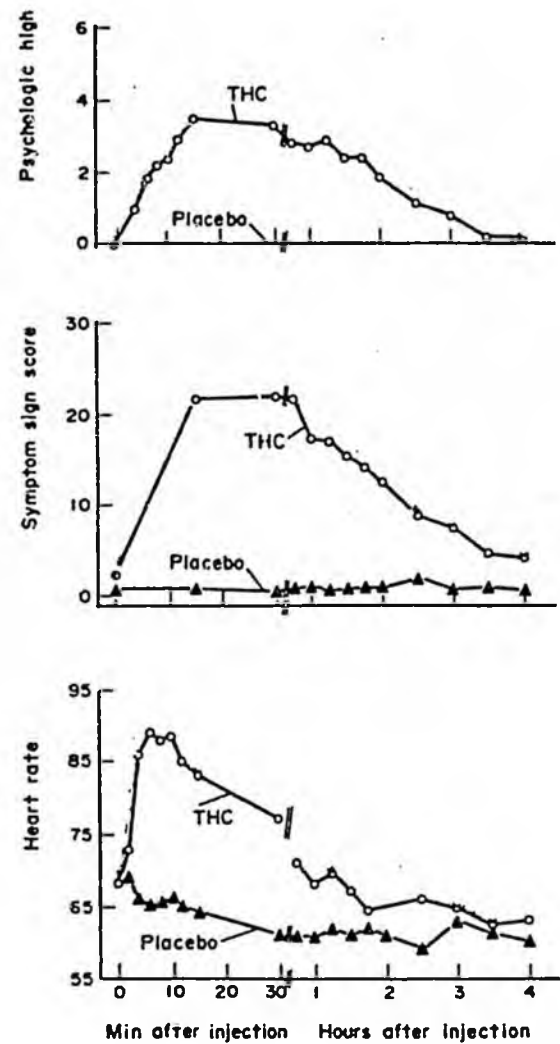 Psychologic high
6
4
2
0
THC
Placebo
Symptom sign score
30
20
10
0
THC
Placebo
Heart rate
95
85
75
65
55
THC
Placebo
0 10 20 30 1 2 3 4
Min after injection Hours after injection